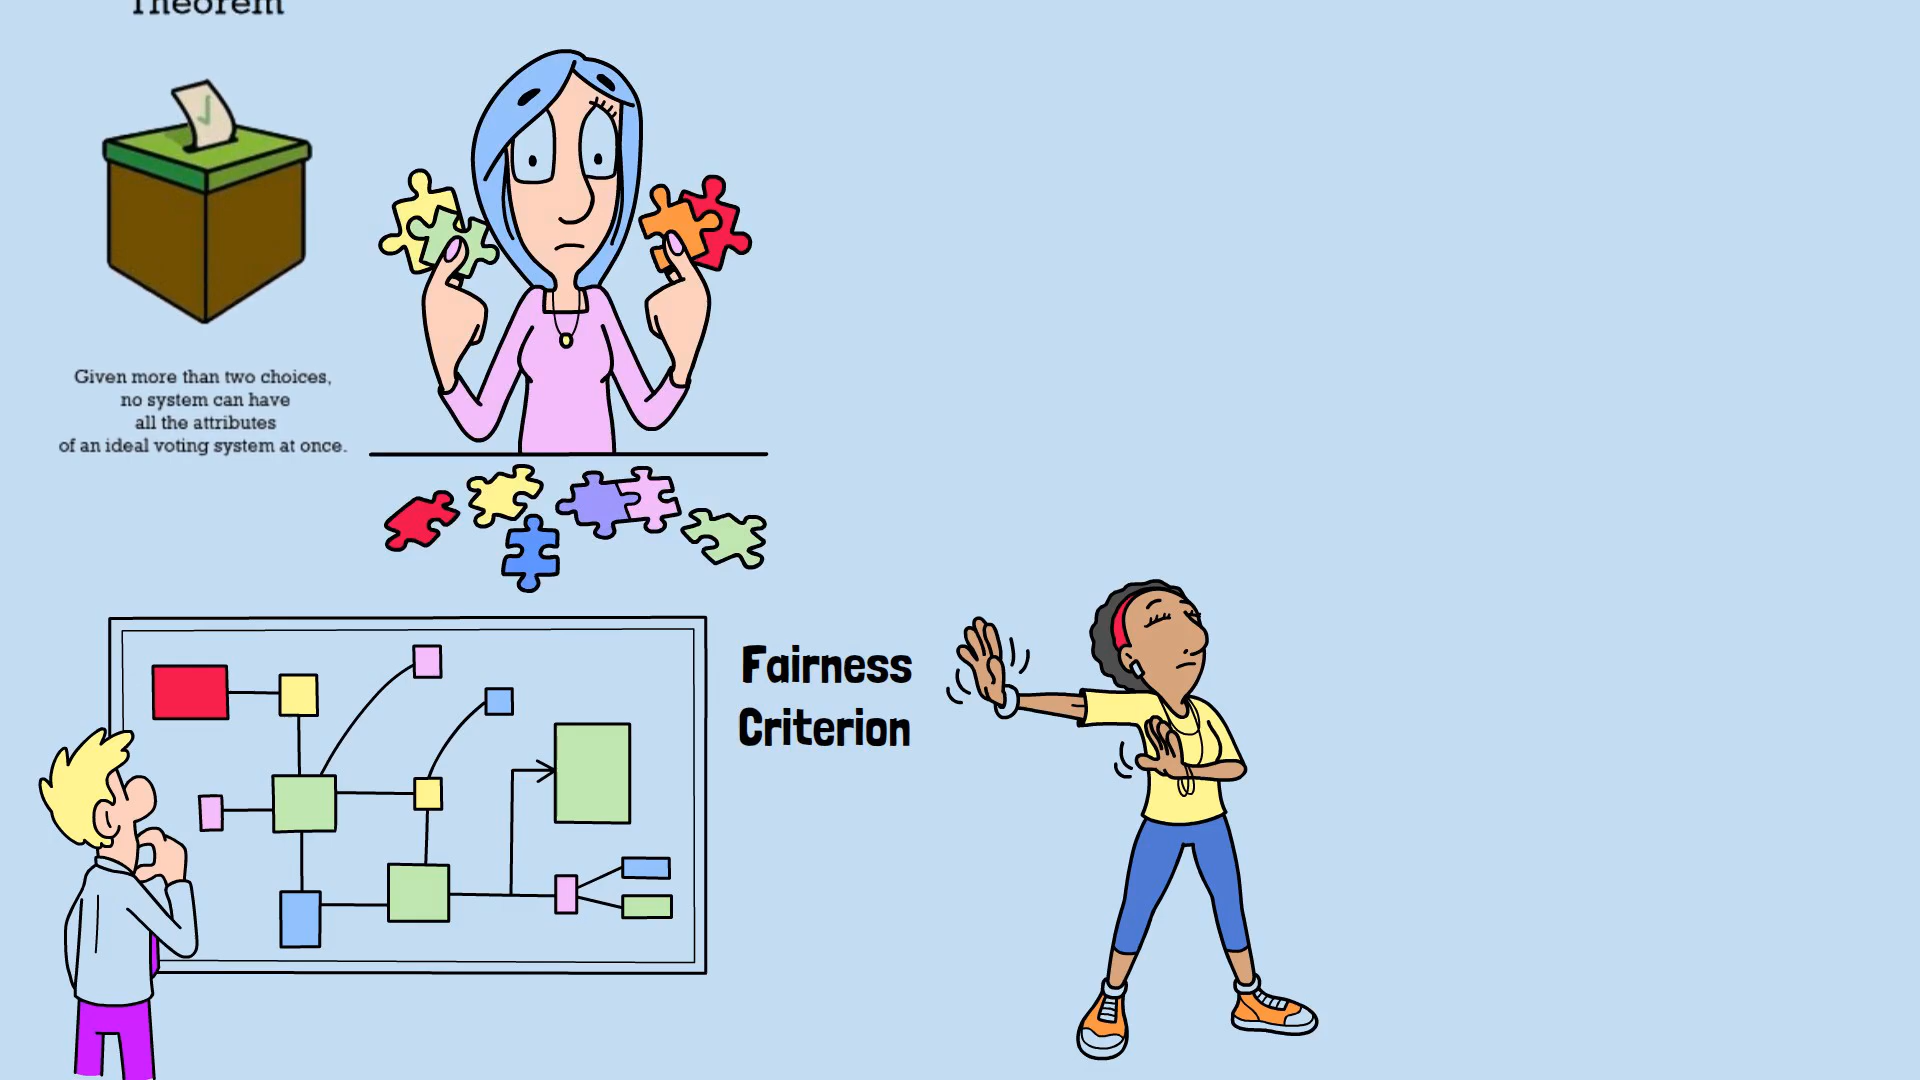 Theorem
Given more than two choices,
no system can have
all the attributes
of an ideal voting system at once.
Fairness
Criterion